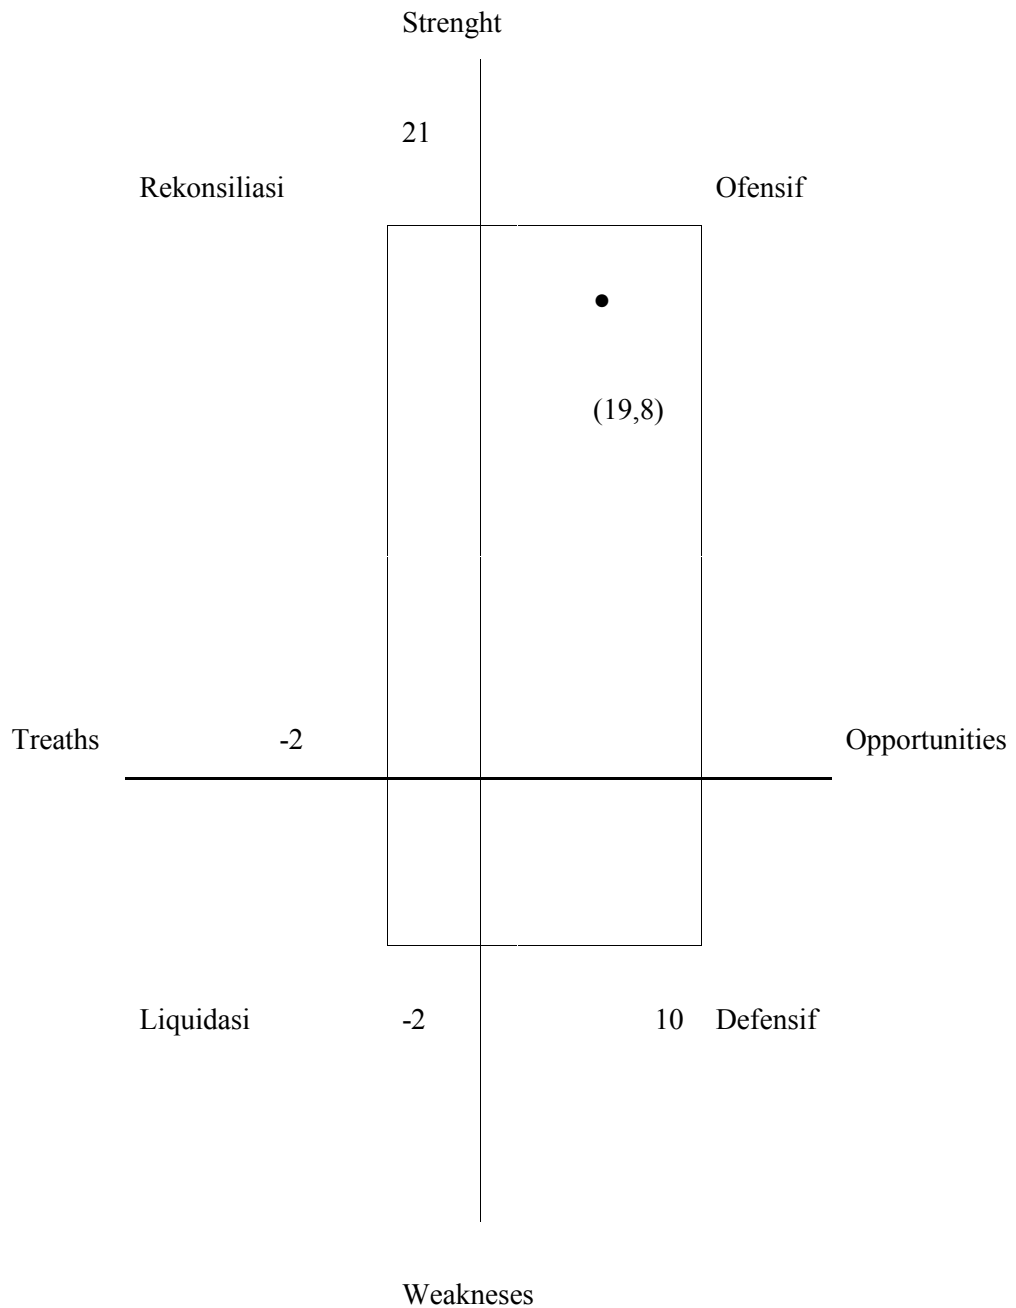 Strenght
21
Rekonsiliasi Ofensif
(19,8)
Treaths -2 Opportunities
Liquidasi -2 10 Defensif
Weakneses